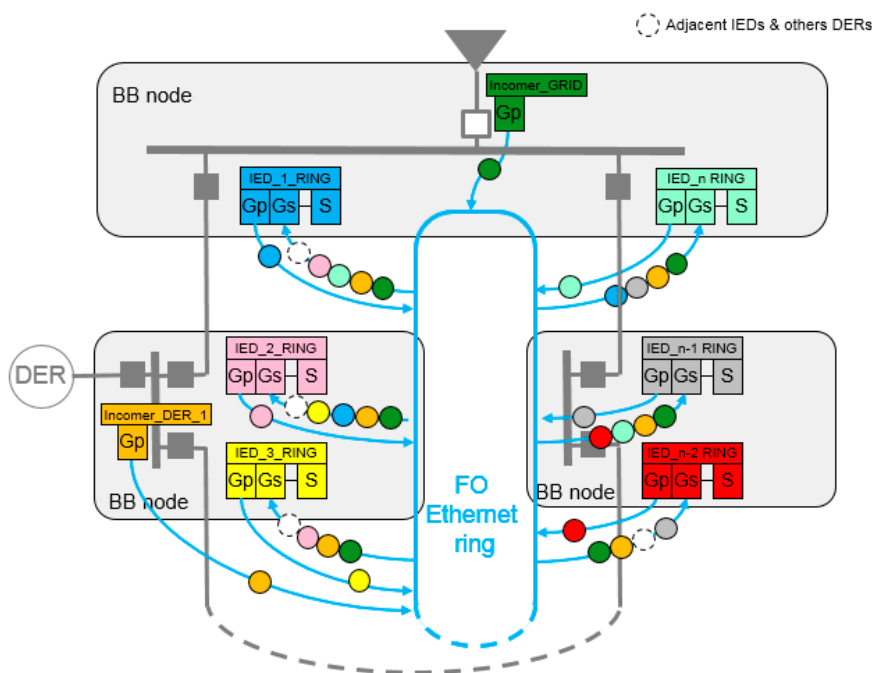 Adjacent IEDs & others DERs
BB node
Incomer_GRID
Gp
IED_1_RING
Gp Gs S
IED_n RING
Gp Gs S
DER
IED_2_RING
Gp Gs S
IED_n-1 RING
Gp Gs S
Incomer_DER_1
Gp
IED_3_RING
Gp Gs S
IED_n-2 RING
Gp Gs S
BB node
BB node
FO
Ethernet
ring